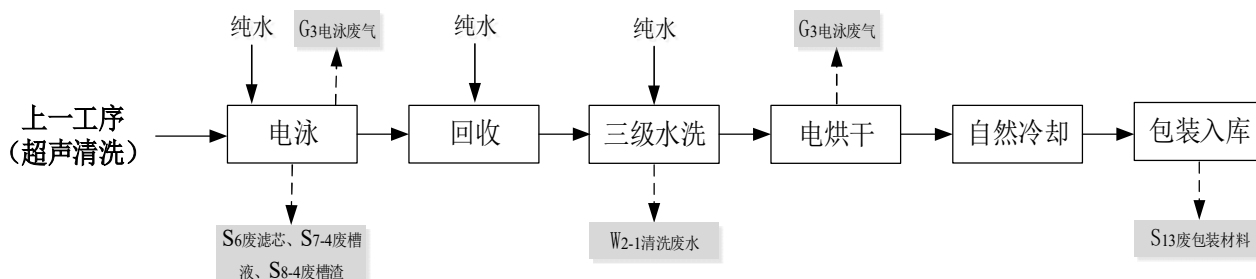 纯水
G3电泳废气
纯水
纯水
G3电泳废气
上一工序
（超声清洗）
电泳
回收
三级水洗
电烘干
自然冷却
包装入库
S6废滤芯、S7-4废槽
液、S8-4废槽渣
W2-1清洗废水
S13废包装材料